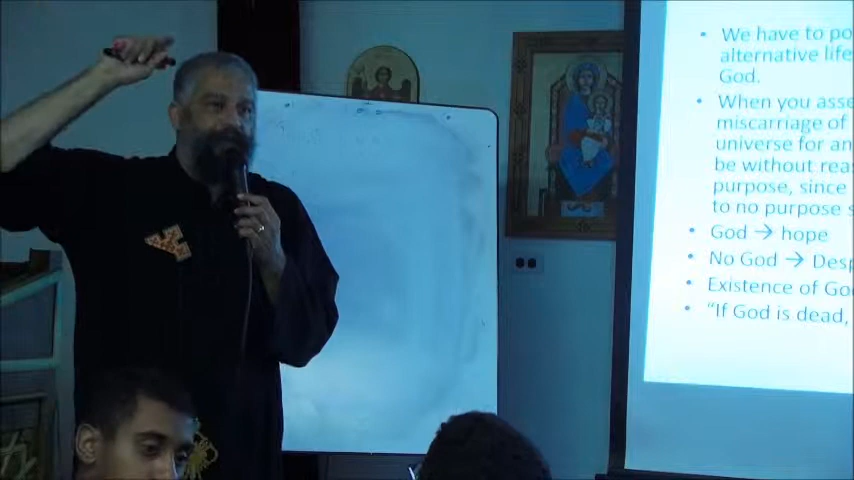 We have to po
alternative life
God.
When you asse
miscarriage of
universe for an
be without reas
purpose, since
to no purpose s
God → hope
No God → Desp
Existence of Go
"If God is dead,